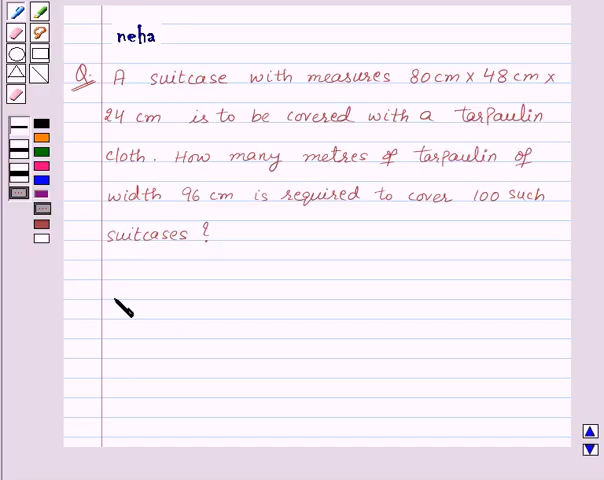 neha
Q. A suitcase with measures 80 cm × 48 cm ×
24 cm is to be covered with a tarpaulin
cloth. How many metres of tarpaulin of
width 96 cm is required to cover 100 such
suitcases ?